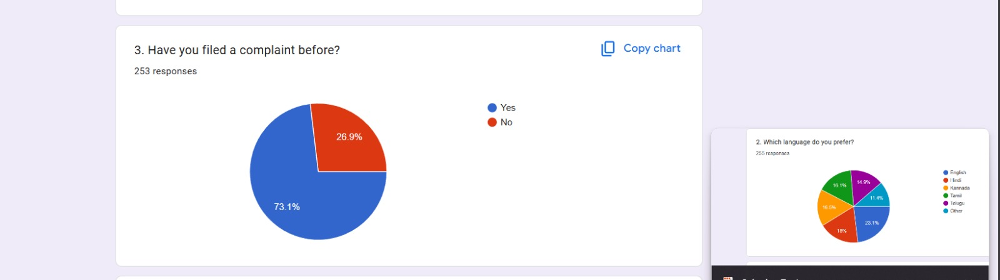 3. Have you filed a complaint before?
Copy chart
253 responses
Yes
No
26.9%
73.1%
2. Which language do you prefer?
255 responses
English
Hindi
Kannada
Tamil
Telugu
Other
16.1%
14.9%
11.4%
16.5%
23.1%
18%